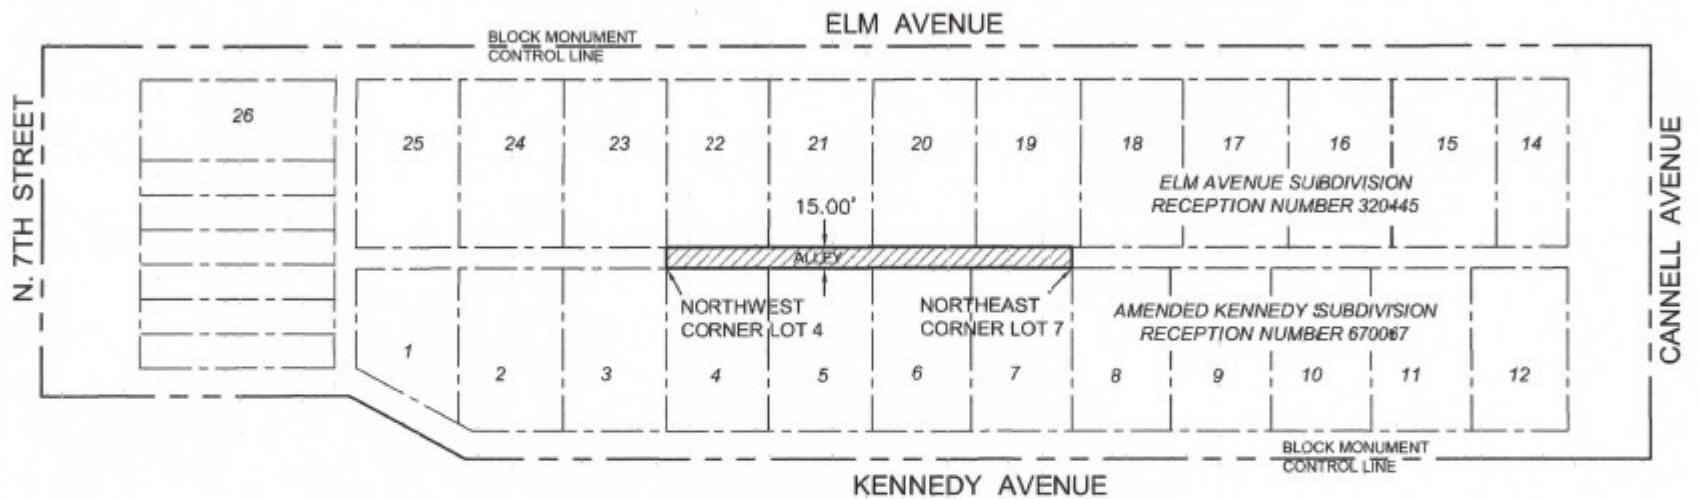 ELM AVENUE
BLOCK MONUMENT
CONTROL LINE
N. 7TH STREET
26
25
24
23
22
21
20
19
18
17
16
15
14
ELM AVENUE SUBDIVISION
RECEPTION NUMBER 320445
15.00'
ALLEY
CANNELL AVENUE
NORTHWEST
CORNER LOT 4
NORTHEAST
CORNER LOT 7
AMENDED KENNEDY SUBDIVISION
RECEPTION NUMBER 670067
1
2
3
4
5
6
7
8
9
10
11
12
BLOCK MONUMENT
CONTROL LINE
KENNEDY AVENUE